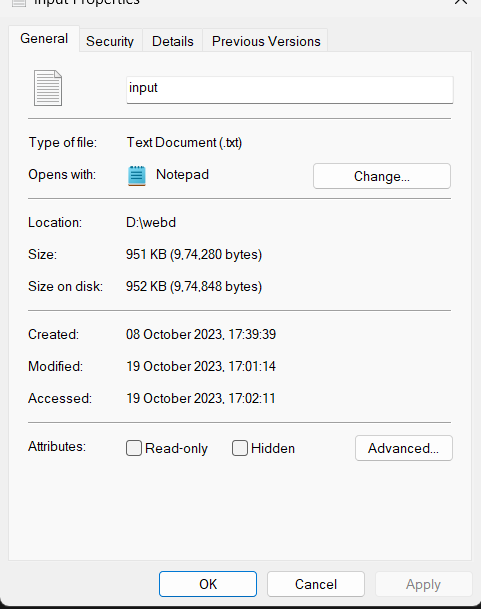 Input Properties
General Security Details Previous Versions
input
Type of file: Text Document (.txt)
Opens with: Notepad Change...
Location: D:\webd
Size: 951 KB (9,74,280 bytes)
Size on disk: 952 KB (9,74,848 bytes)
Created: 08 October 2023, 17:39:39
Modified: 19 October 2023, 17:01:14
Accessed: 19 October 2023, 17:02:11
Attributes: Read-only Hidden Advanced...
OK Cancel Apply